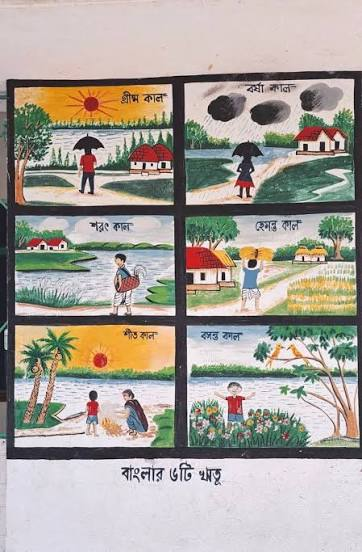 গ্রীষ্ম কাল
বর্ষা কাল
শরৎ কাল
হেমন্ত কাল
শীত কাল
বসন্ত কাল
বাংলার ৬টি ঋতু